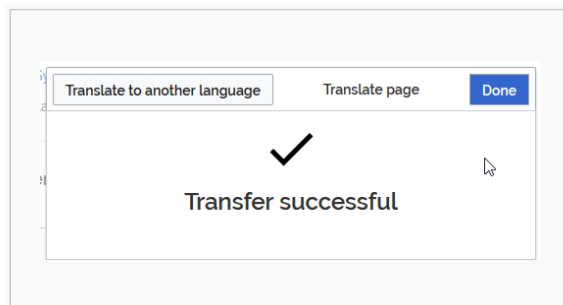 Translate to another language
Translate page
Done
Transfer successful